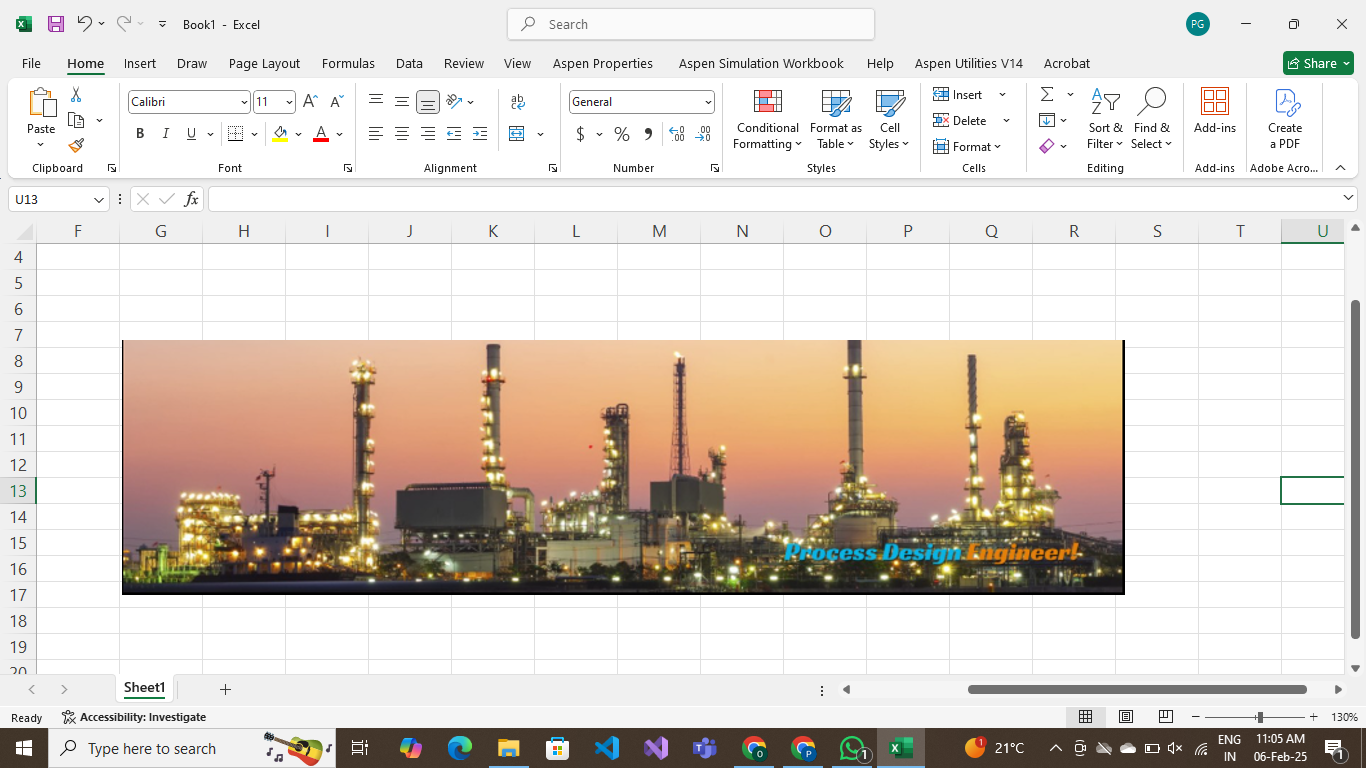 Book1 - Excel
Search
PG
File Home Insert Draw Page Layout Formulas Data Review View Aspen Properties Aspen Simulation Workbook Help Aspen Utilities V14 Acrobat Share
Paste
Clipboard
Calibri 11
B I U A
Font
ab
Alignment
General
$ % 9 .0 .00
Number
Conditional Formatting
Format as Table
Cell Styles
Styles
Insert
Delete
Format
Cells
Sort & Filter
Find & Select
Editing
Add-ins
Add-ins
Create a PDF
Adobe Acro...
U13
fx
F G H I J K L M N O P Q R S T U
4
5
6
7
8
9
10
11
12
13
14
15
16
17
18
19
20
Process Design Engineer!
Sheet1
Ready Accessibility: Investigate 130%
Type here to search
1
21°C
ENG
IN
11:05 AM
06-Feb-25
1